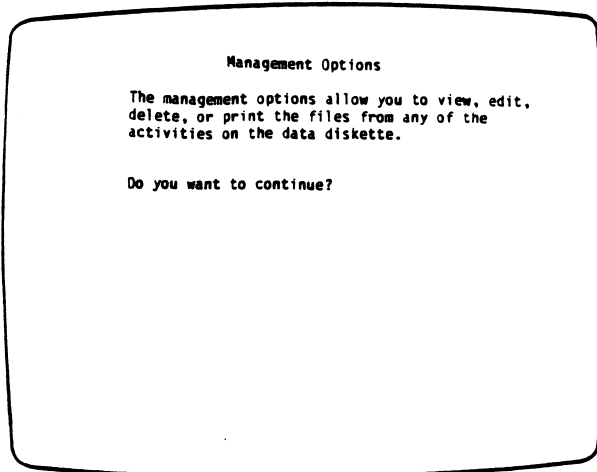 Management Options
The management options allow you to view, edit,
delete, or print the files from any of the
activities on the data diskette.
Do you want to continue?